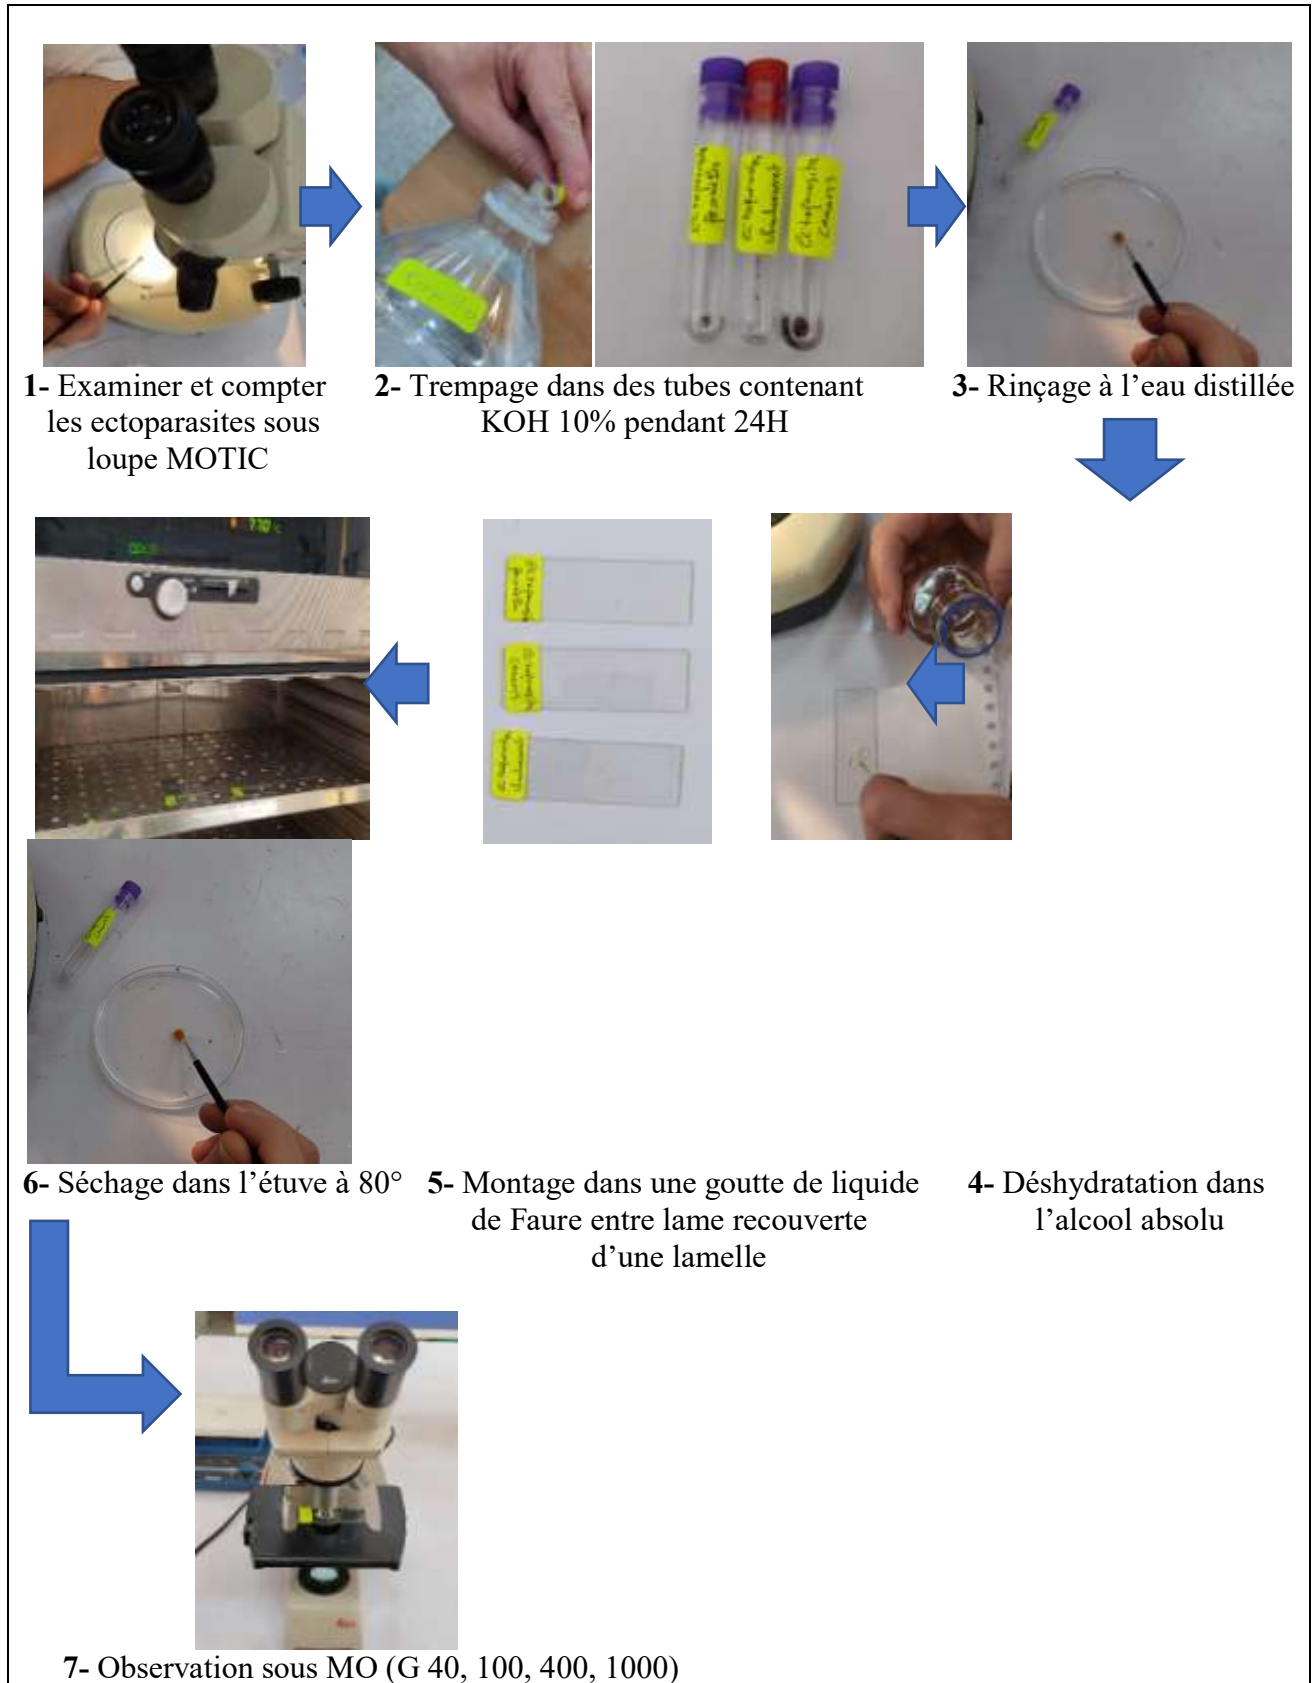 1- Examiner et compter
les ectoparasites sous
loupe MOTIC
2- Trempage dans des tubes contenant
KOH 10% pendant 24H
3- Rinçage à l’eau distillée
6- Séchage dans l’étuve à 80°
5- Montage dans une goutte de liquide
de Faure entre lame recouverte
d’une lamelle
4- Déshydratation dans
l’alcool absolu
7- Observation sous MO (G 40, 100, 400, 1000)